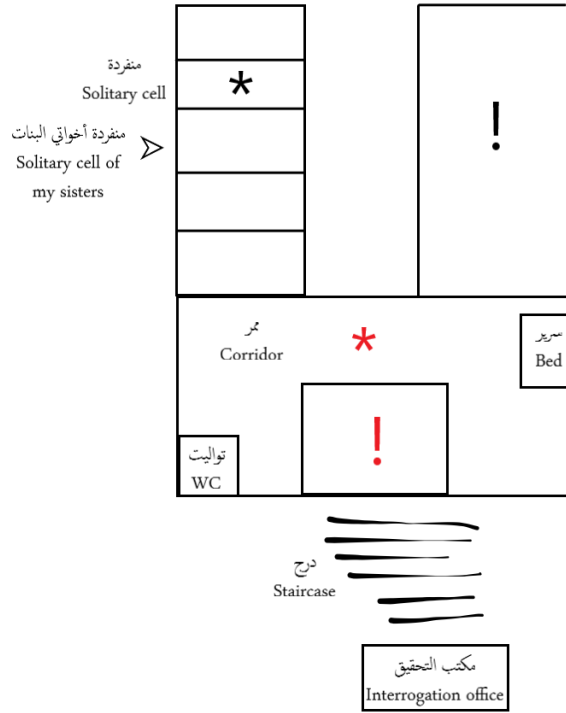 منفردة
Solitary cell
*
!
منفردة أخواتي البنات
Solitary cell of
my sisters
ممر
Corridor
*
سرير
Bed
!
تواليت
WC
درج
Staircase
مكتب التحقيق
Interrogation office